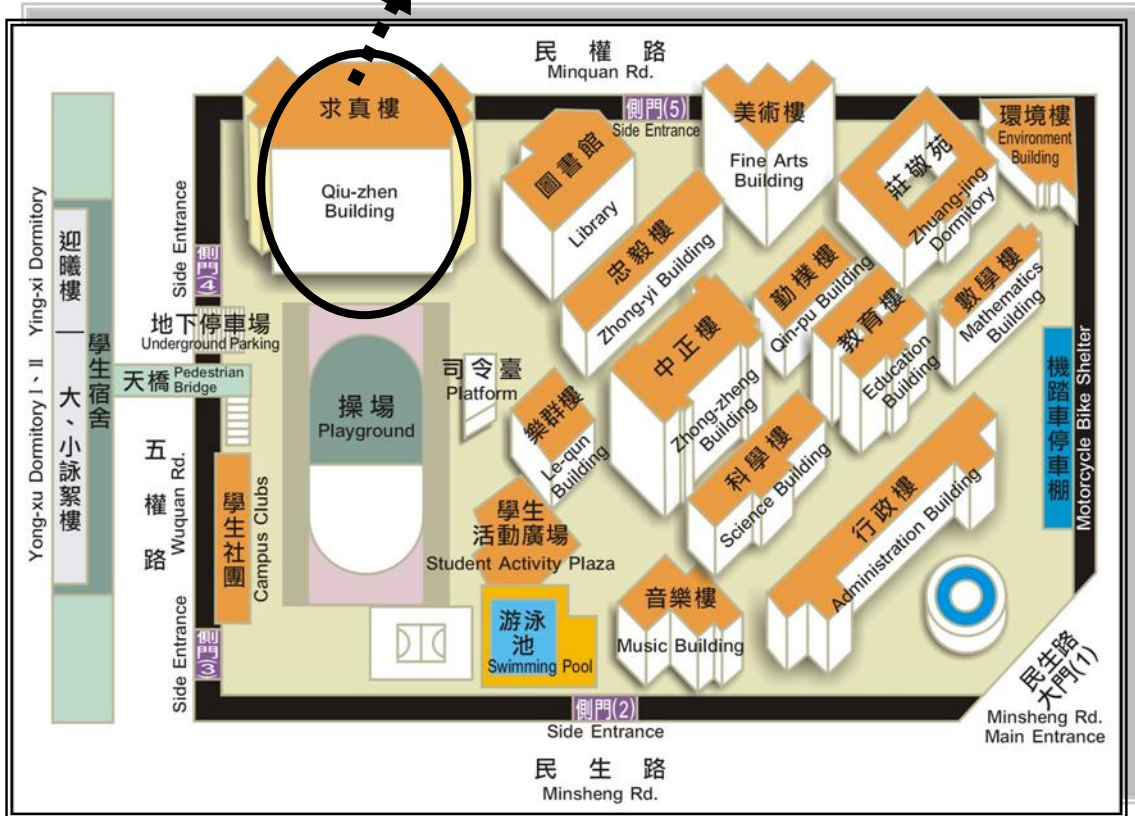 民權路
Minquan Rd.
求真樓
Qiu-zhen
Building
側門(5)
Side Entrance
圖書館
Library
美術樓
Fine Arts
Building
莊敬苑
Zhuang-jing
Dormitory
環境樓
Environment
Building
忠毅樓
Zhong-yi Building
勤樸樓
Qin-pu Building
中正樓
Zhong-zheng
Building
教育樓
Education
Building
數學樓
Mathematics
Building
機踏車停車棚
Motorcycle Bike Shelter
側門(4)
Side Entrance
地下停車場
Underground Parking
天橋
Pedestrian
Bridge
迎曦樓
大、小詠絮樓
學生宿舍
Ying-xi Dormitory
Yong-xu Dormitory I、II
五權路
Wuquan Rd.
操場
Playground
司令臺
Platform
樂群樓
Le-qun
Building
科學樓
Science Building
行政樓
Administration Building
學生社團
Campus Clubs
學生
活動廣場
Student Activity Plaza
游泳
池
Swimming Pool
音樂樓
Music Building
側門(3)
Side Entrance
側門(2)
Side Entrance
民生路
大門(1)
Minsheng Rd.
Main Entrance
民生路
Minsheng Rd.